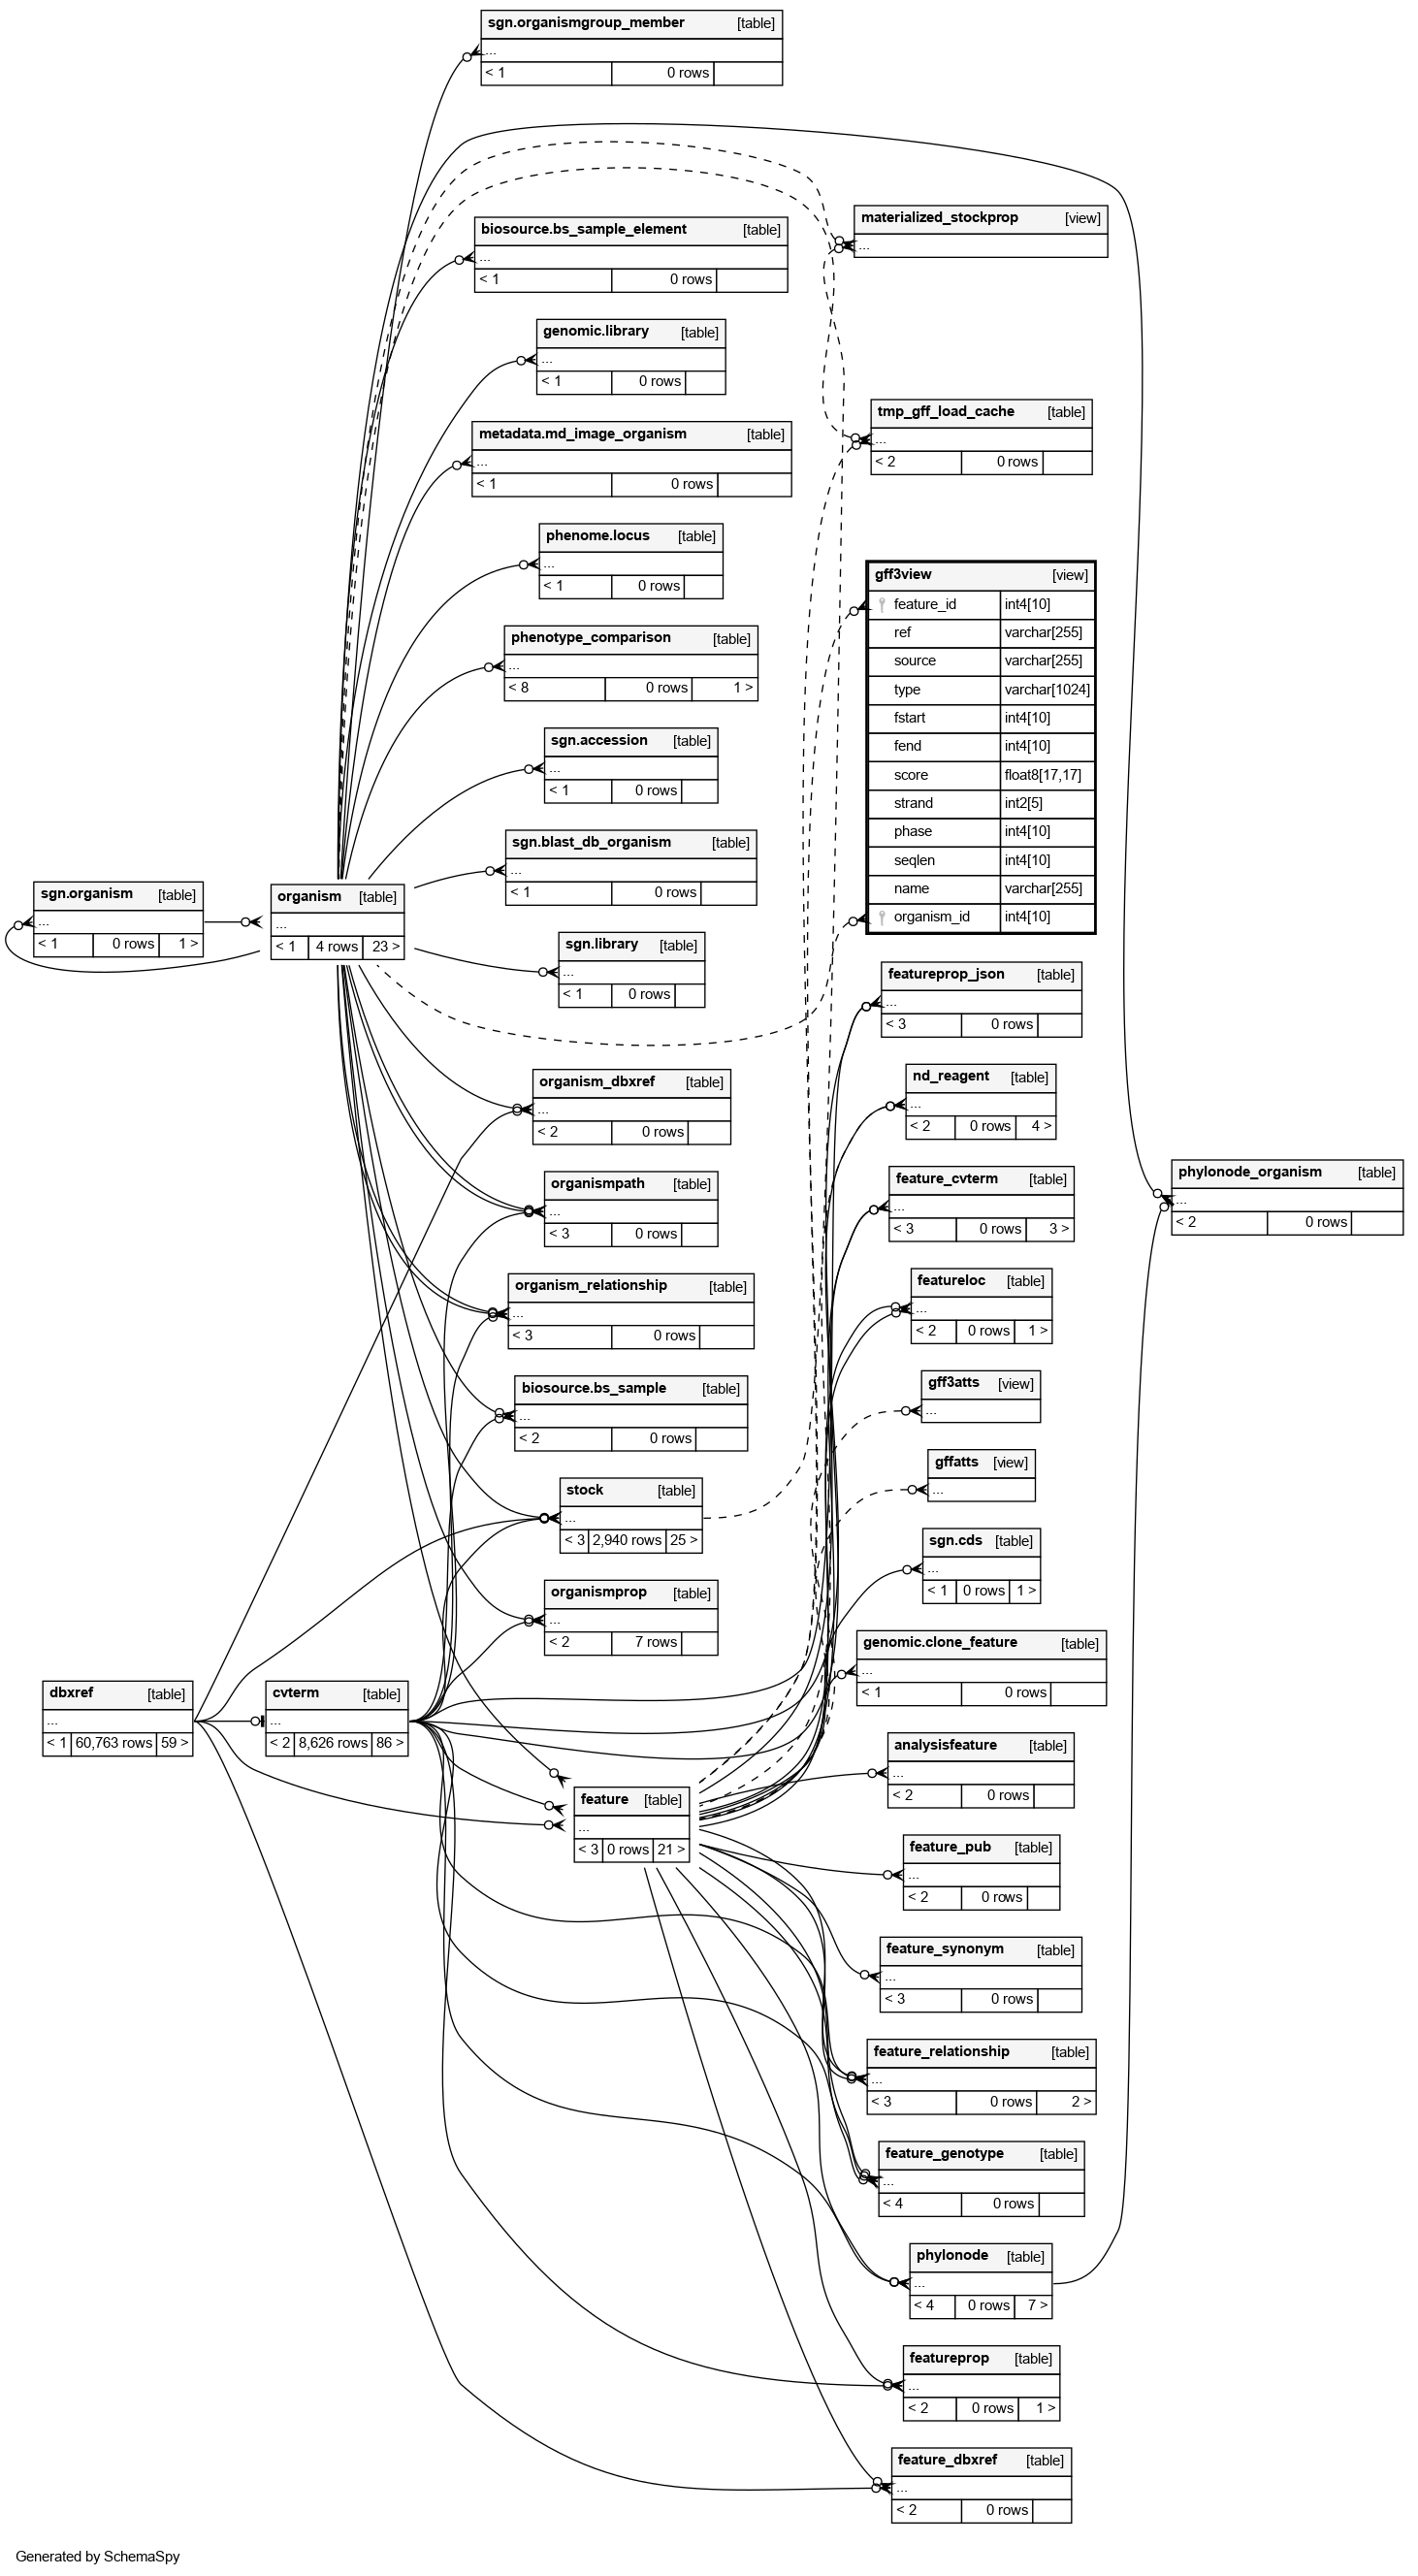 sgn.organismgroup_member [table]
...
< 1 0 rows
materialized_stockprop [view]
...
biosource.bs_sample_element [table]
...
< 1 0 rows
genomic.library [table]
...
< 1 0 rows
tmp_gff_load_cache [table]
...
< 2 0 rows
metadata.md_image_organism [table]
...
< 1 0 rows
phenome.locus [table]
...
< 1 0 rows
gff3view [view]
feature_id int4[10]
ref varchar[255]
source varchar[255]
type varchar[1024]
fstart int4[10]
fend int4[10]
score float8[17,17]
strand int2[5]
phase int4[10]
seqlen int4[10]
name varchar[255]
organism_id int4[10]
phenotype_comparison [table]
...
< 8 0 rows 1 >
sgn.accession [table]
...
< 1 0 rows
sgn.blast_db_organism [table]
...
< 1 0 rows
sgn.organism [table]
...
< 1 0 rows 1 >
organism [table]
...
< 1 4 rows 23 >
sgn.library [table]
...
< 1 0 rows
featureprop_json [table]
...
< 3 0 rows
organism_dbxref [table]
...
< 2 0 rows
nd_reagent [table]
...
< 2 0 rows 4 >
organismpath [table]
...
< 3 0 rows
feature_cvterm [table]
...
< 3 0 rows 3 >
phylonode_organism [table]
...
< 2 0 rows
organism_relationship [table]
...
< 3 0 rows
featureloc [table]
...
< 2 0 rows 1 >
biosource.bs_sample [table]
...
< 2 0 rows
gff3atts [view]
...
gffatts [view]
...
stock [table]
...
< 3 2,940 rows 25 >
sgn.cds [table]
...
< 1 0 rows 1 >
organismprop [table]
...
< 2 7 rows
genomic.clone_feature [table]
...
< 1 0 rows
dbxref [table]
...
< 1 60,763 rows 59 >
cvterm [table]
...
< 2 8,626 rows 86 >
analysisfeature [table]
...
< 2 0 rows
feature [table]
...
< 3 0 rows 21 >
feature_pub [table]
...
< 2 0 rows
feature_synonym [table]
...
< 3 0 rows
feature_relationship [table]
...
< 3 0 rows 2 >
feature_genotype [table]
...
< 4 0 rows
phylonode [table]
...
< 4 0 rows 7 >
featureprop [table]
...
< 2 0 rows 1 >
feature_dbxref [table]
...
< 2 0 rows
Generated by SchemaSpy